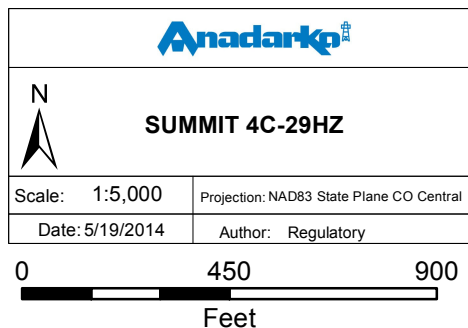 Anadarko
N
SUMMIT 4C-29HZ
Scale: 1:5,000 Projection: NAD83 State Plane CO Central
Date: 5/19/2014 Author: Regulatory
0 450 900
Feet